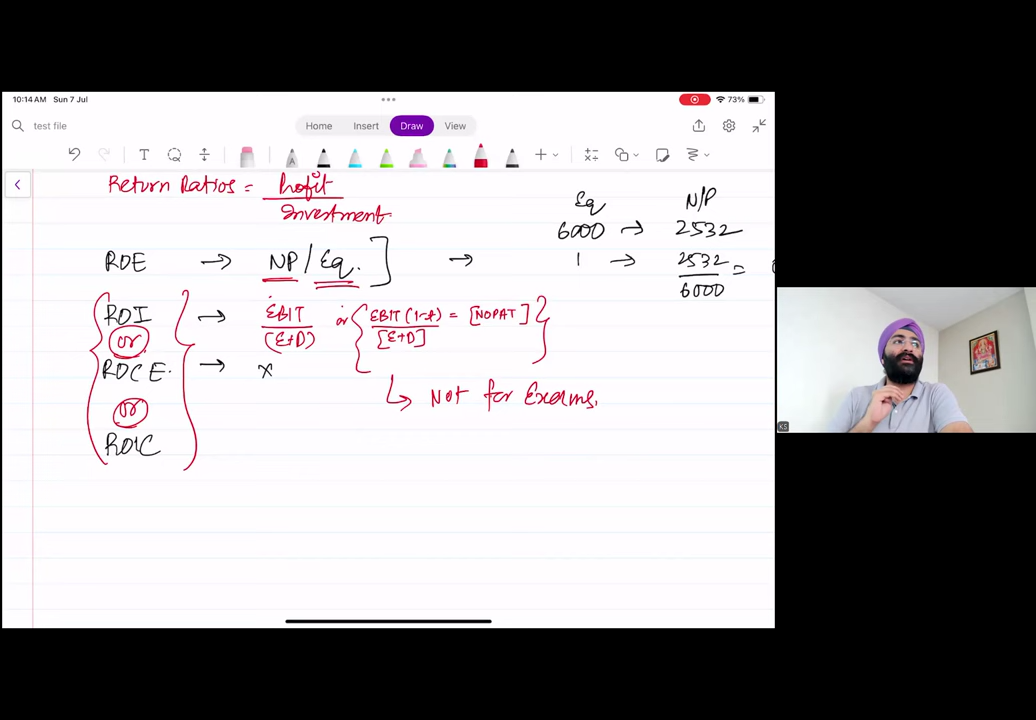 10:14 AM Sun 7 Jul
73%
test file
Home Insert Draw View
Return Ratios = Profit / Investment
Eq N/P
6000 → 2532
ROE → NP / Eq. ] → 1 → 2532 / 6000 =
ROI → EBIT / (E+D) or { EBIT (1-t) / [E+D] = [NOPAT] }
or
ROCE. → x
↳ Not for Exams.
or
ROIC
KS